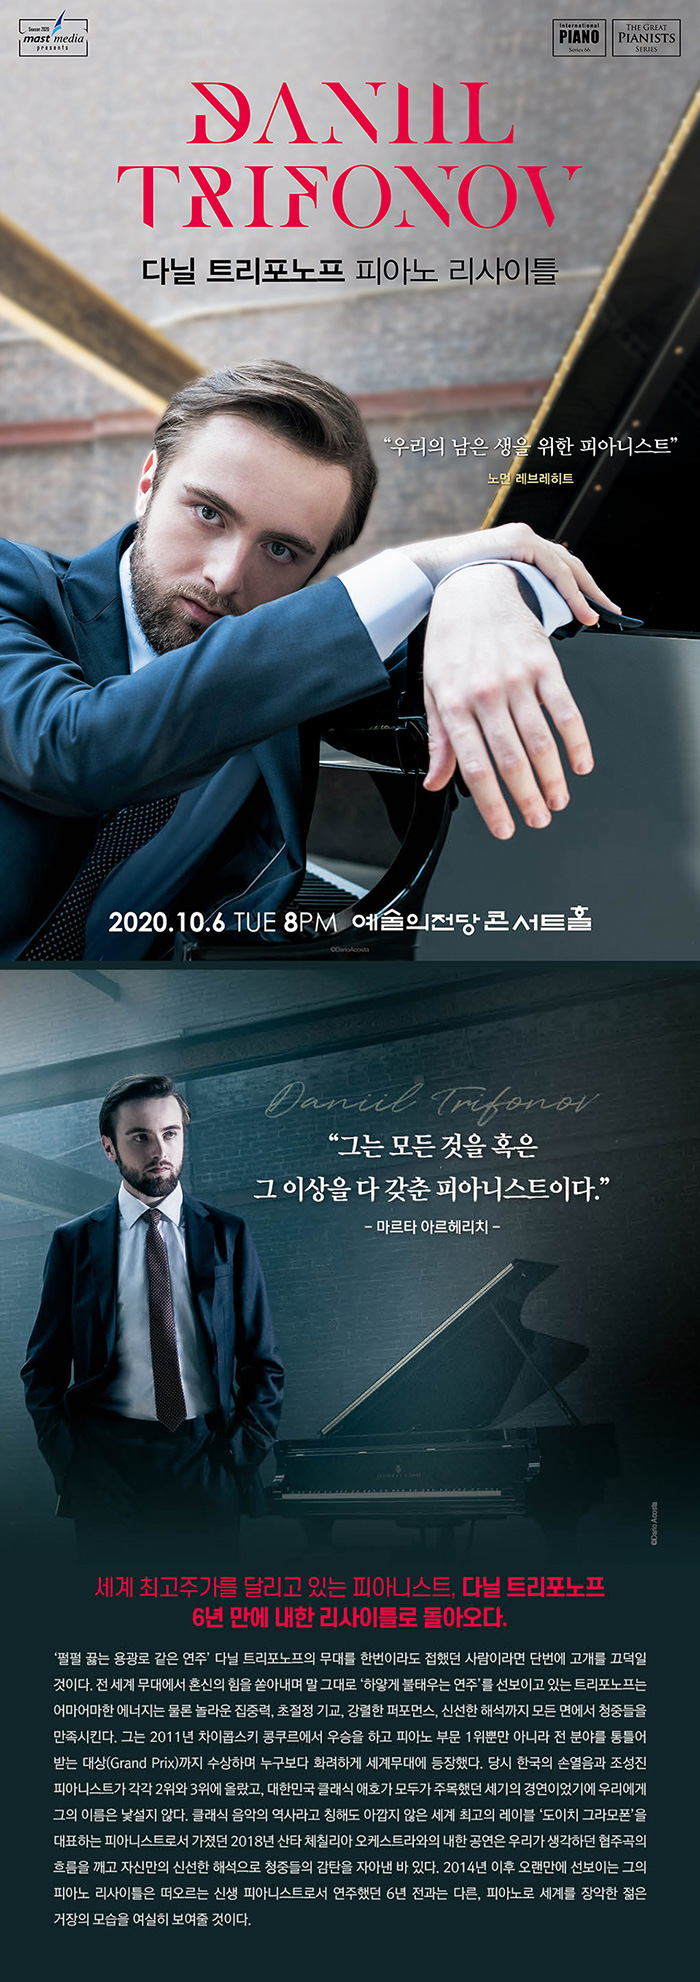 Season 2020
mast media
presents
International
PIANO
Series 66
THE GREAT
PIANISTS
SERIES
DANIIL
TRIFONOV
다닐 트리포노프 피아노 리사이틀
“우리의 남은 생을 위한 피아니스트”
노먼 레브레히트
2020.10.6 TUE 8PM 예술의전당 콘서트홀
©DarioAcosta
Daniil Trifonov
“그는 모든 것을 혹은
그 이상을 다 갖춘 피아니스트이다.”
– 마르타 아르헤리치 –
©Dario Acosta
세계 최고주가를 달리고 있는 피아니스트, 다닐 트리포노프
6년 만에 내한 리사이틀로 돌아오다.
‘펄펄 끓는 용광로 같은 연주’ 다닐 트리포노프의 무대를 한번이라도 접했던 사람이라면 단번에 고개를 끄덕일
것이다. 전 세계 무대에서 혼신의 힘을 쏟아내며 말 그대로 ‘하얗게 불태우는 연주’를 선보이고 있는 트리포노프는
어마어마한 에너지는 물론 놀라운 집중력, 초절정 기교, 강렬한 퍼포먼스, 신선한 해석까지 모든 면에서 청중들을
만족시킨다. 그는 2011년 차이콥스키 콩쿠르에서 우승을 하고 피아노 부문 1위뿐만 아니라 전 분야를 통틀어
받는 대상(Grand Prix)까지 수상하며 누구보다 화려하게 세계무대에 등장했다. 당시 한국의 손열음과 조성진
피아니스트가 각각 2위와 3위에 올랐고, 대한민국 클래식 애호가 모두가 주목했던 세기의 경연이었기에 우리에게
그의 이름은 낯설지 않다. 클래식 음악의 역사라고 칭해도 아깝지 않은 세계 최고의 레이블 ‘도이치 그라모폰’을
대표하는 피아니스트로서 가졌던 2018년 산타 체칠리아 오케스트라와의 내한 공연은 우리가 생각하던 협주곡의
흐름을 깨고 자신만의 신선한 해석으로 청중들의 감탄을 자아낸 바 있다. 2014년 이후 오랜만에 선보이는 그의
피아노 리사이틀은 떠오르는 신생 피아니스트로서 연주했던 6년 전과는 다른, 피아노로 세계를 장악한 젊은
거장의 모습을 여실히 보여줄 것이다.